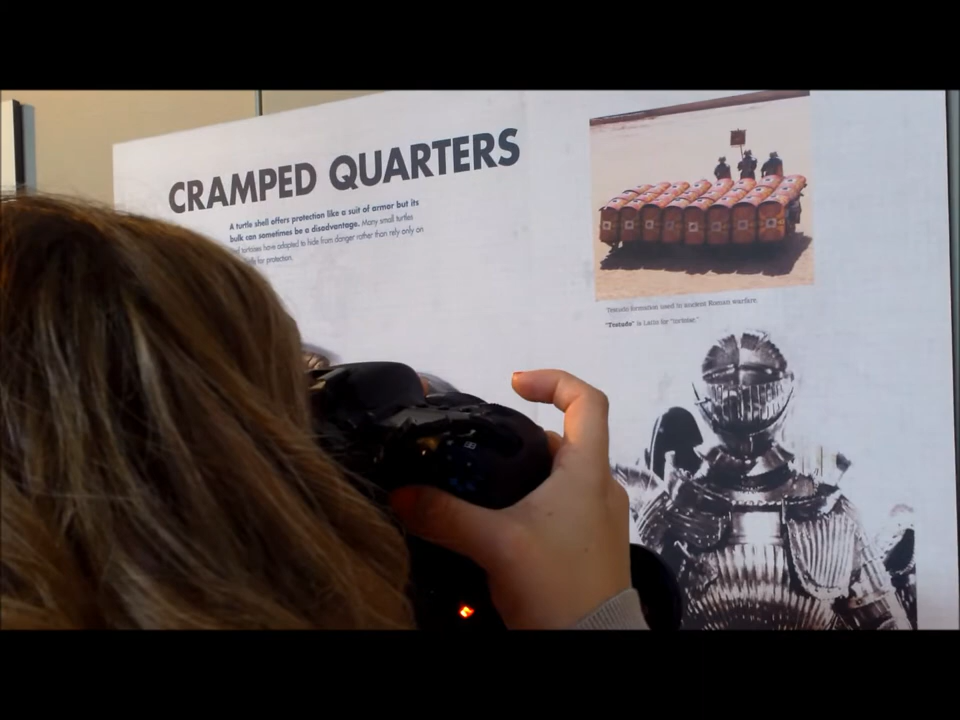 CRAMPED QUARTERS
A turtle shell offers protection like a suit of armor but its
bulk can sometimes be a disadvantage. Many small turtles
tortoises have adapted to hide from danger rather than rely only on
for protection.
Testudo formation used in ancient Roman warfare.
"Testudo" is Latin for "tortoise."